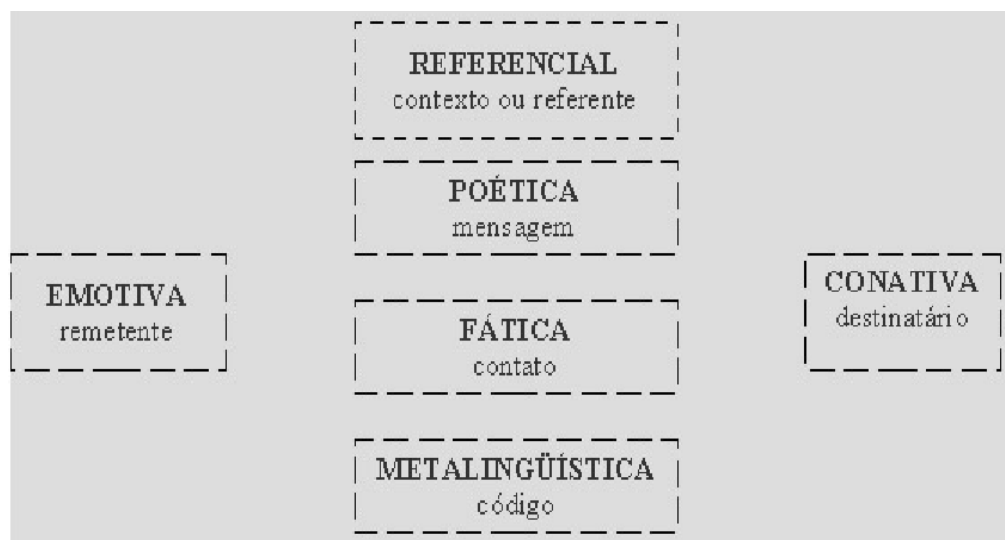 REFERENCIAL
contexto ou referente
POÉTICA
mensagem
EMOTIVA
remetente
FÁTICA
contato
CONATIVA
destinatário
METALINGÜÍSTICA
código